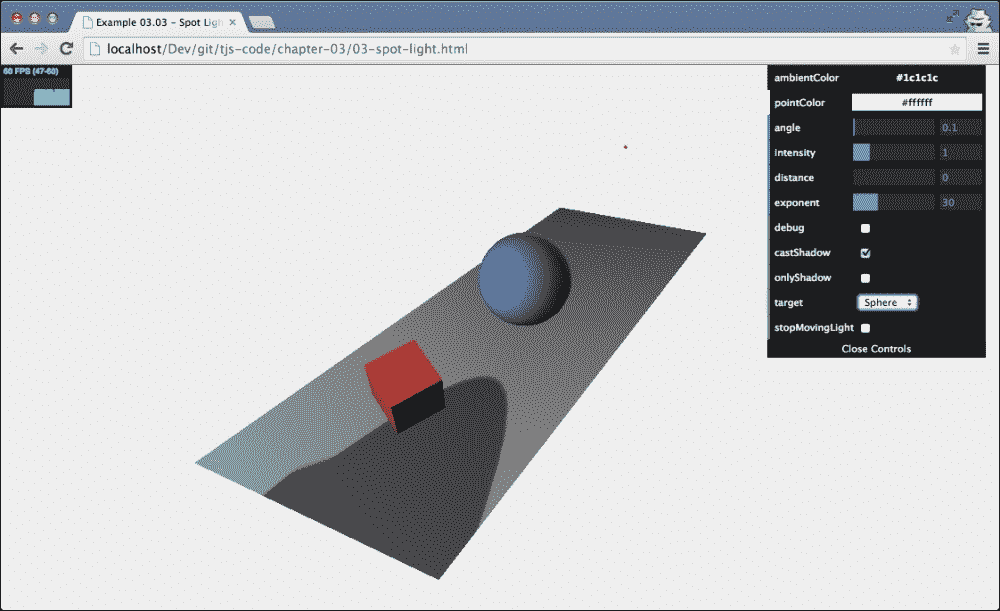 Example 03.03 - Spot Ligh
localhost/Dev/git/tjs-code/chapter-03/03-spot-light.html
60 FPS (47-60)
ambientColor #1c1c1c
pointColor #ffffff
angle 0.1
intensity 1
distance 0
exponent 30
debug
castShadow
onlyShadow
target Sphere
stopMovingLight
Close Controls